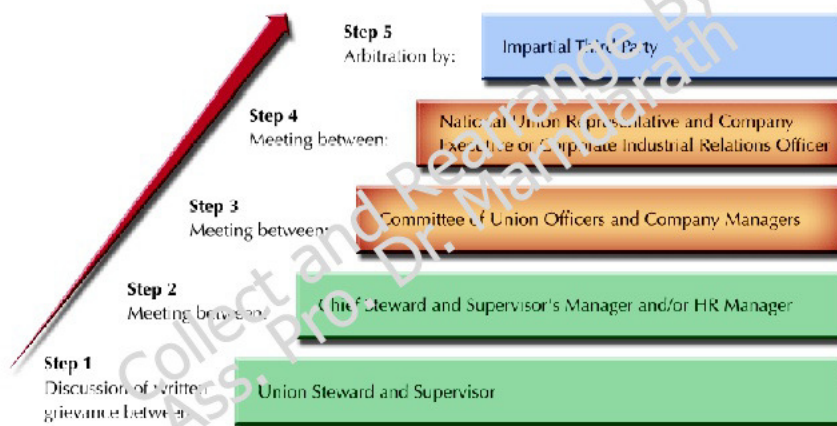 Step 5
Arbitration by:
Impartial Third Party
Step 4
Meeting between:
National Union Representative and Company
Executive or Corporate Industrial Relations Officer
Step 3
Meeting between:
Committee of Union Officers and Company Managers
Step 2
Meeting between:
Chief Steward and Supervisor's Manager and/or HR Manager
Step 1
Discussion of written
grievance between
Union Steward and Supervisor
Collect and Rearrange by
Ass. Pro. Dr. Marndarath